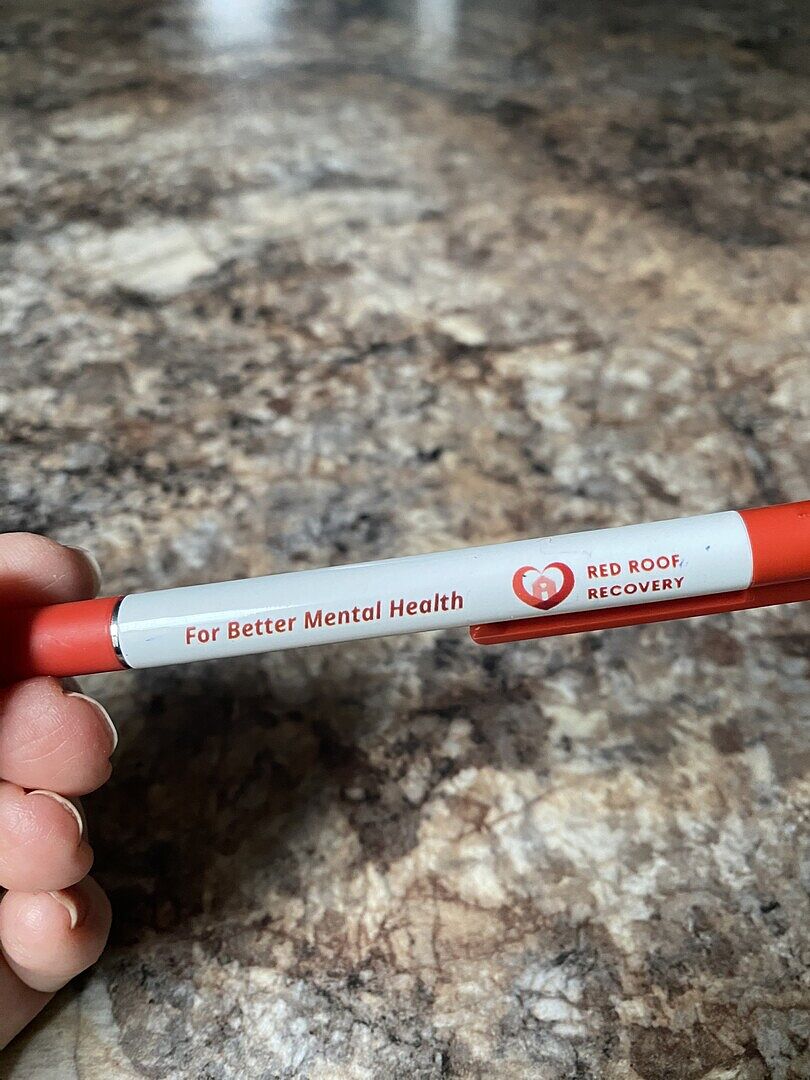 For Better Mental Health
RED ROOF
RECOVERY